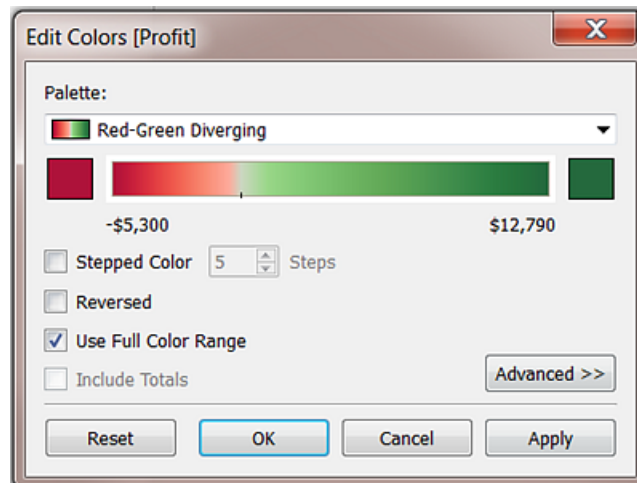 Edit Colors [Profit]
Palette:
Red-Green Diverging
-$5,300 $12,790
Stepped Color 5 Steps
Reversed
Use Full Color Range
Include Totals
Advanced >>
Reset OK Cancel Apply